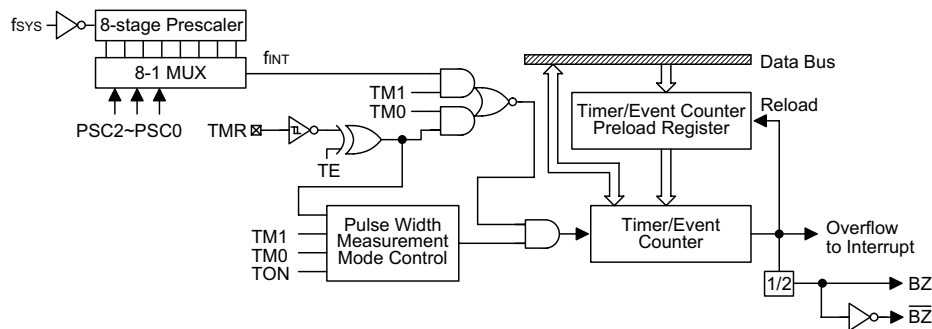 fSYS
8-stage Prescaler
8-1 MUX
PSC2~PSC0
fINT
TM1
TM0
TMR
TE
TM1
TM0
TON
Pulse Width
Measurement
Mode Control
Data Bus
Timer/Event Counter
Preload Register
Reload
Timer/Event
Counter
Overflow
to Interrupt
1/2
BZ
B̅Z̅